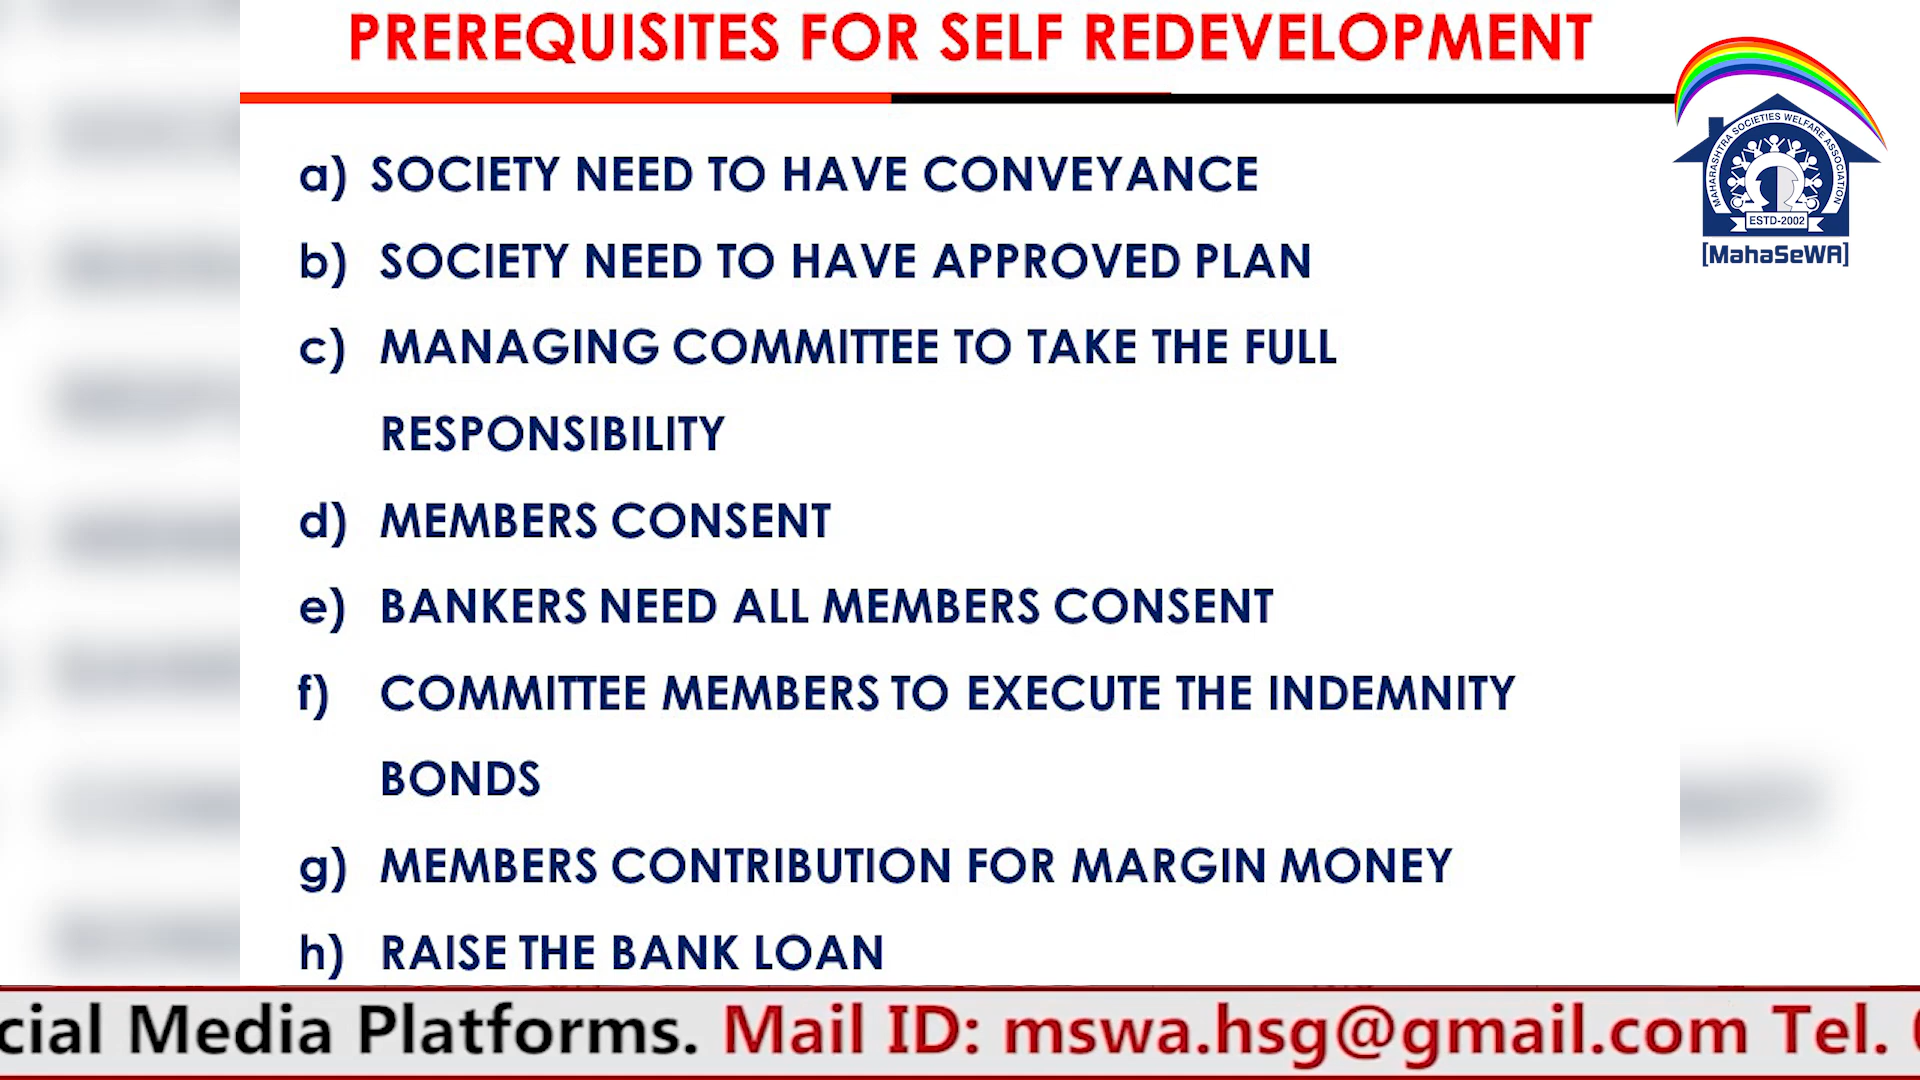 PREREQUISITES FOR SELF REDEVELOPMENT
a) SOCIETY NEED TO HAVE CONVEYANCE
b) SOCIETY NEED TO HAVE APPROVED PLAN
c) MANAGING COMMITTEE TO TAKE THE FULL
RESPONSIBILITY
d) MEMBERS CONSENT
e) BANKERS NEED ALL MEMBERS CONSENT
f) COMMITTEE MEMBERS TO EXECUTE THE INDEMNITY
BONDS
g) MEMBERS CONTRIBUTION FOR MARGIN MONEY
h) RAISE THE BANK LOAN
MAHARASHTRA SOCIETIES WELFARE ASSOCIATION
ESTD-2002
[MahaSeWA]
cial Media Platforms. Mail ID: mswa.hsg@gmail.com Tel.